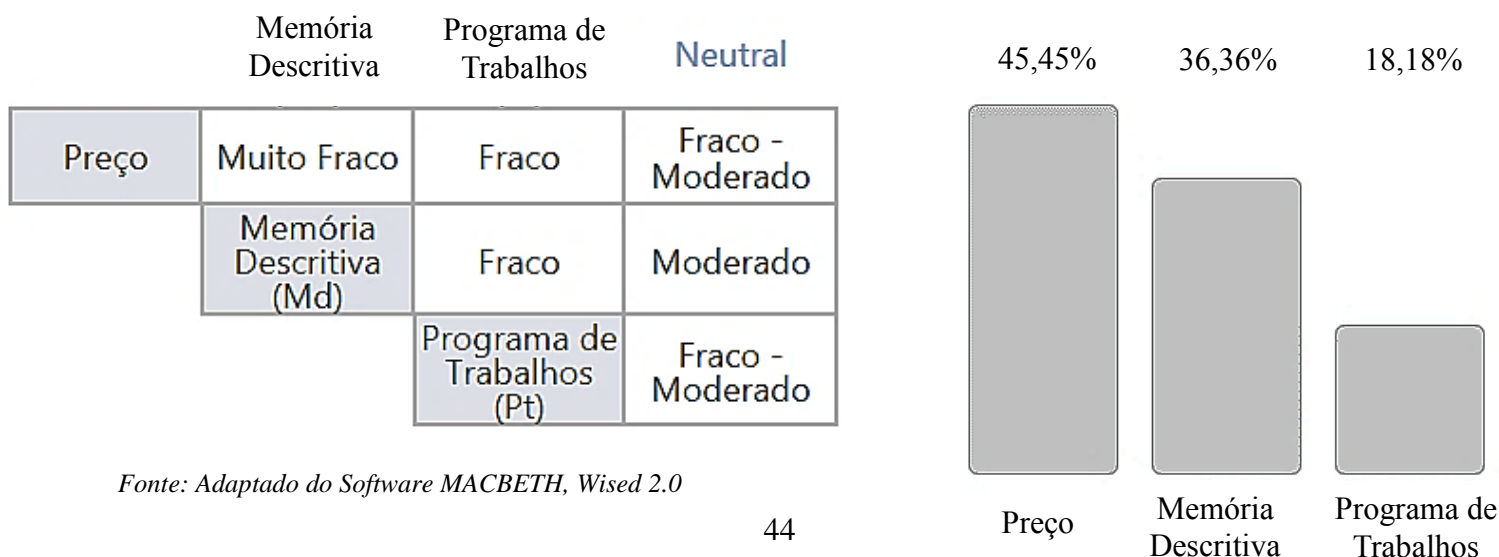 Memória
Descritiva
Programa de
Trabalhos
Neutral
Preço
Muito Fraco
Fraco
Fraco -
Moderado
Memória
Descritiva
(Md)
Fraco
Moderado
Programa de
Trabalhos
(Pt)
Fraco -
Moderado
Fonte: Adaptado do Software MACBETH, Wised 2.0
44
45,45%
36,36%
18,18%
Preço
Memória
Descritiva
Programa de
Trabalhos